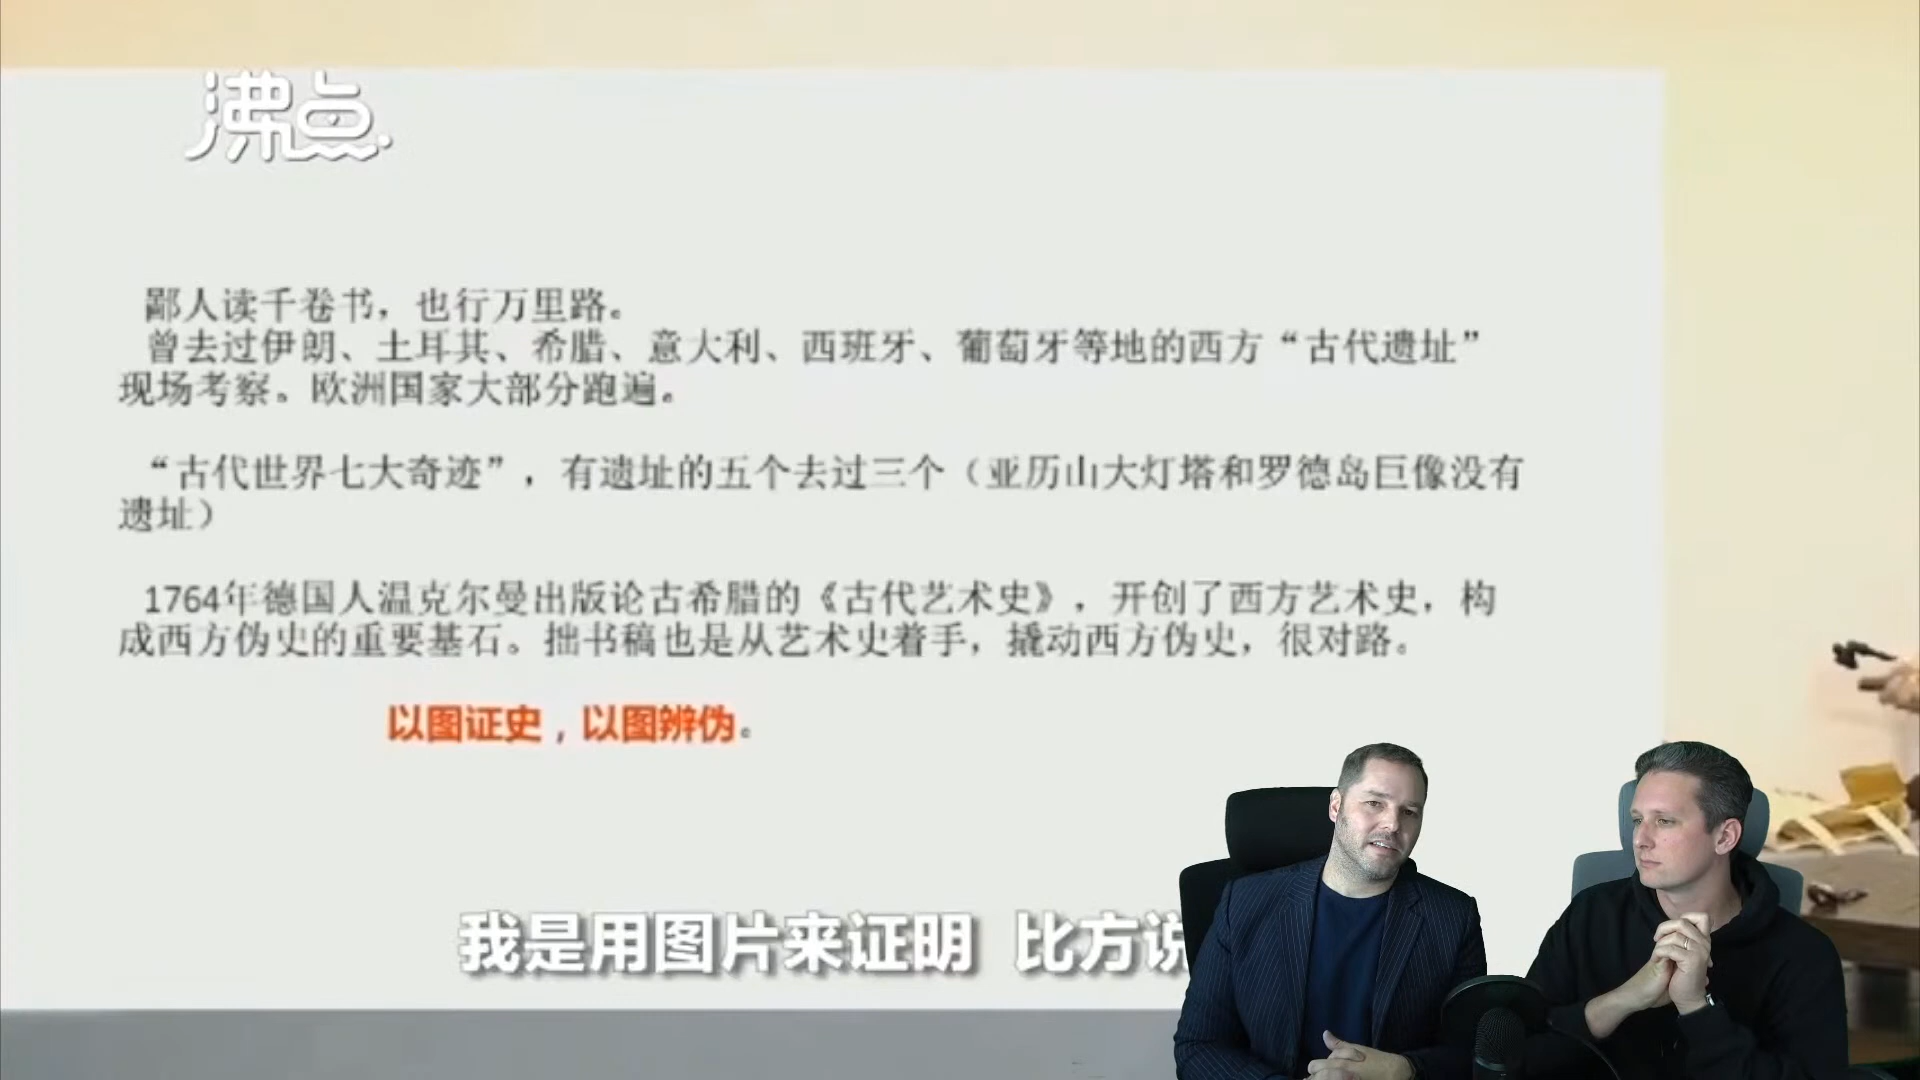 沸点
鄙人读千卷书，也行万里路。
曾去过伊朗、土耳其、希腊、意大利、西班牙、葡萄牙等地的西方“古代遗址”
现场考察。欧洲国家大部分跑遍。
“古代世界七大奇迹”，有遗址的五个去过三个（亚历山大灯塔和罗德岛巨像没有
遗址）
1764年德国人温克尔曼出版论古希腊的《古代艺术史》，开创了西方艺术史，构
成西方伪史的重要基石。拙书稿也是从艺术史着手，撬动西方伪史，很对路。
以图证史，以图辨伪。
我是用图片来证明 比方说